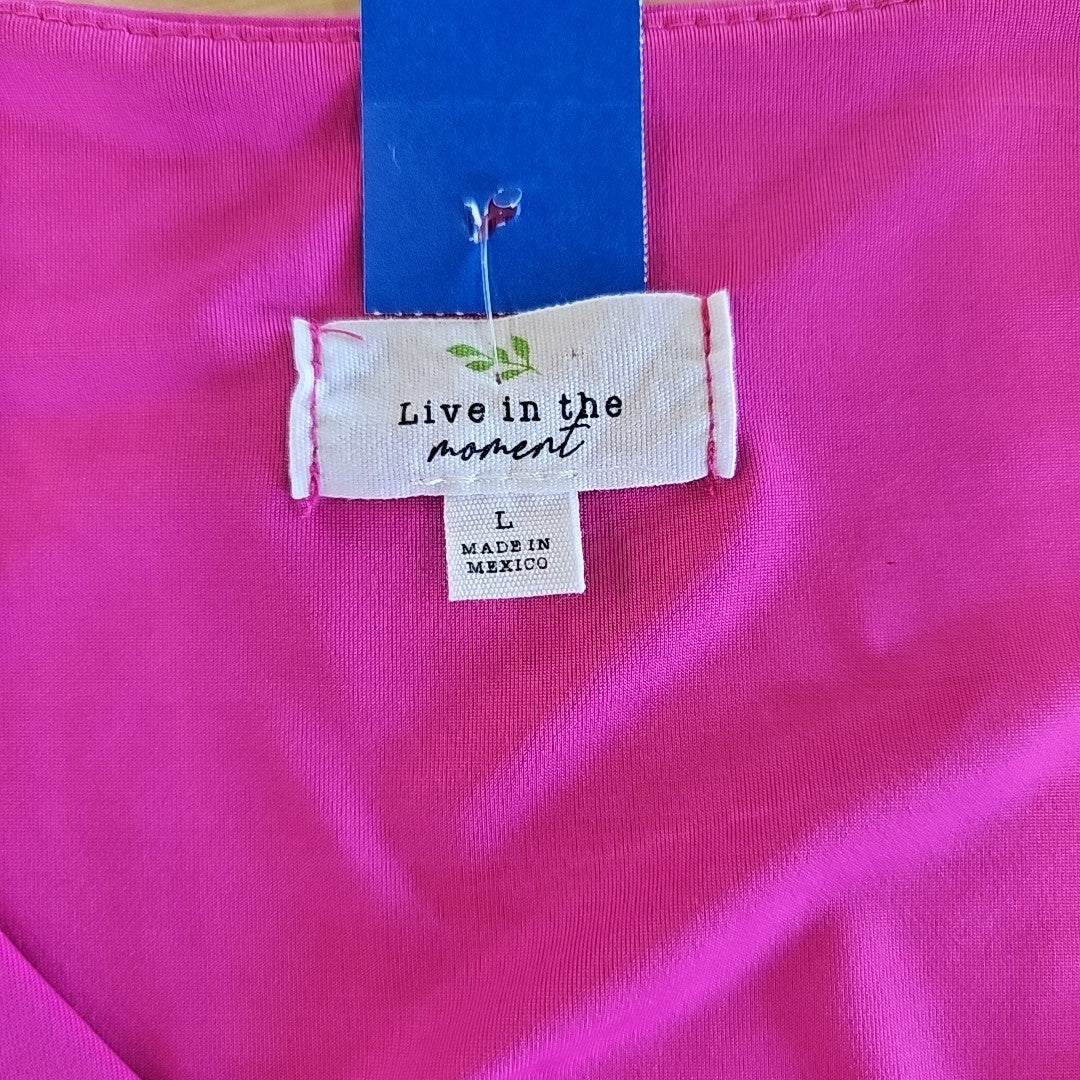 Live in the
moment
L
MADE IN
MEXICO